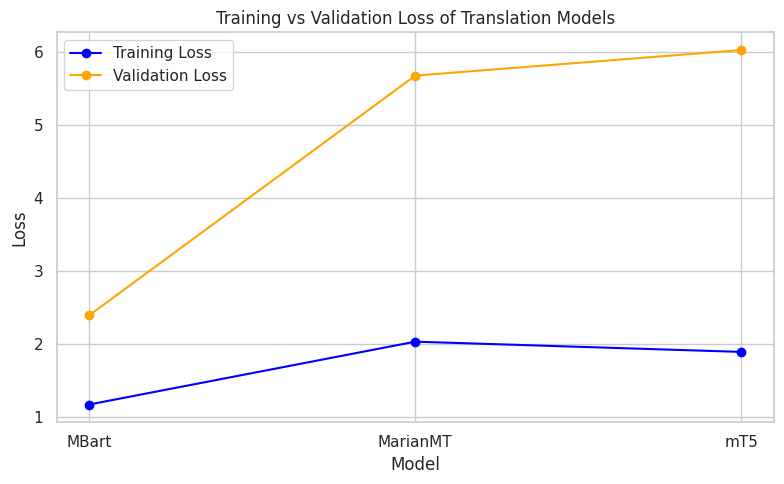 Training vs Validation Loss of Translation Models
Training Loss
Validation Loss
6
5
4
3
2
1
Loss
MBart MarianMT mT5
Model